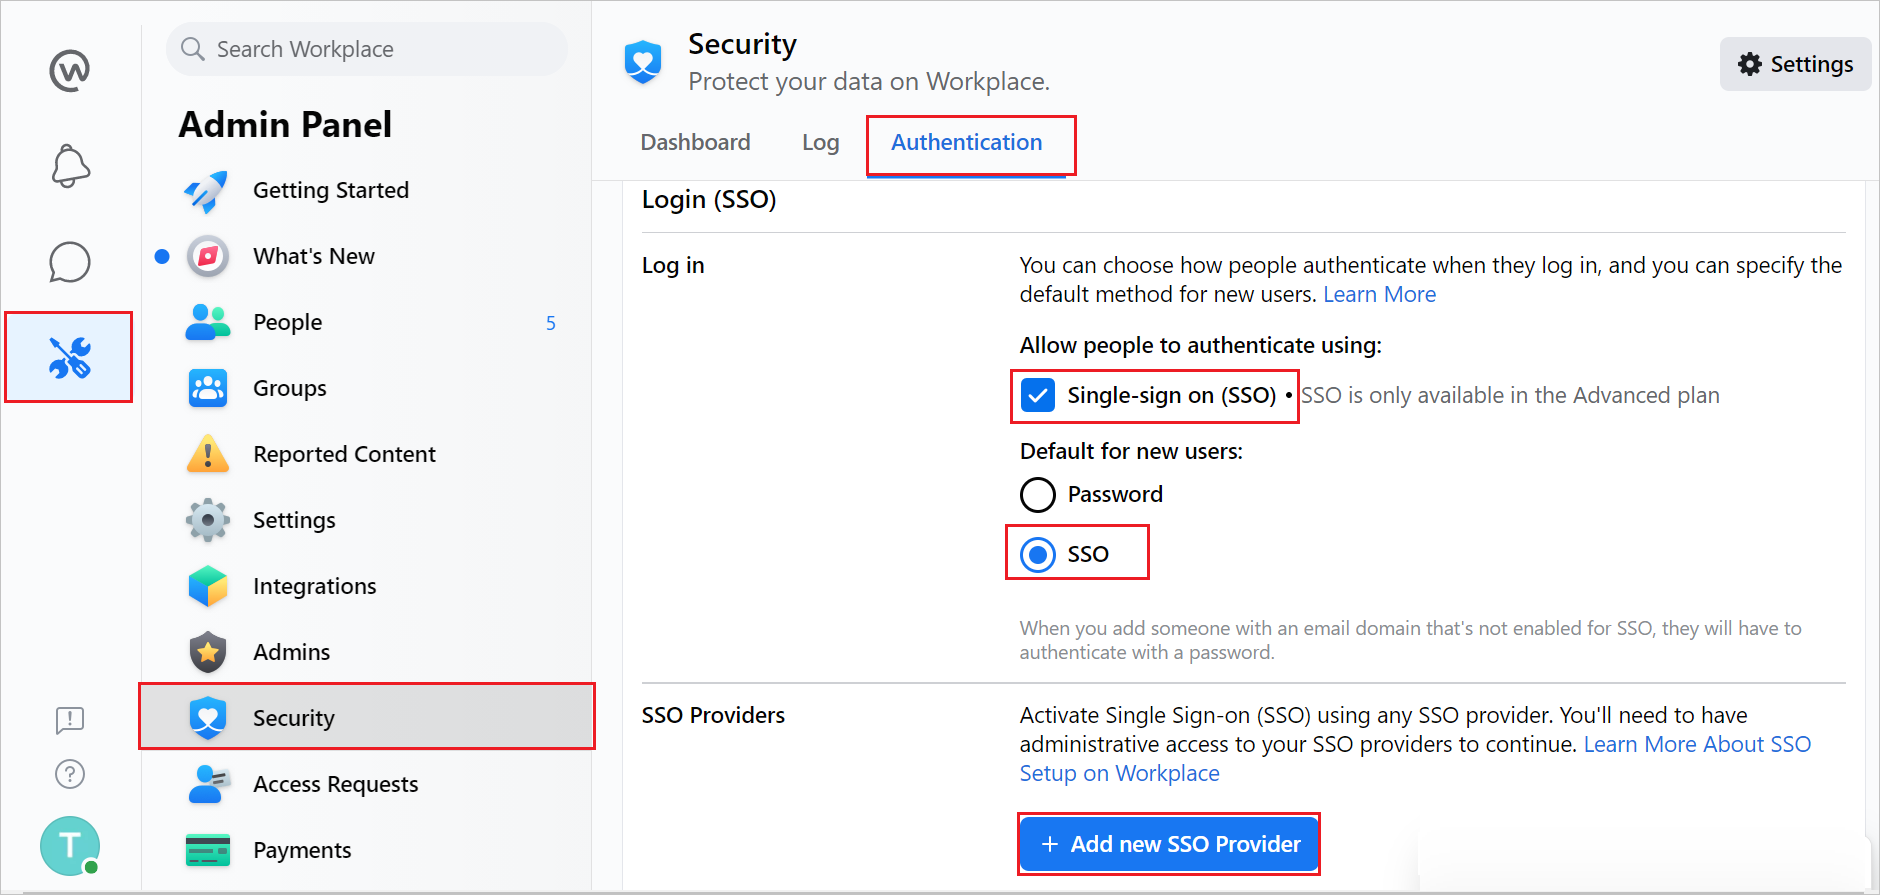 Search Workplace
Admin Panel
Getting Started
What's New
People 5
Groups
Reported Content
Settings
Integrations
Admins
Security
Access Requests
Payments
T
Security
Protect your data on Workplace.
Settings
Dashboard Log Authentication
Login (SSO)
Log in
You can choose how people authenticate when they log in, and you can specify the
default method for new users. Learn More
Allow people to authenticate using:
Single-sign on (SSO) • SSO is only available in the Advanced plan
Default for new users:
Password
SSO
When you add someone with an email domain that's not enabled for SSO, they will have to
authenticate with a password.
SSO Providers
Activate Single Sign-on (SSO) using any SSO provider. You'll need to have
administrative access to your SSO providers to continue. Learn More About SSO
Setup on Workplace
+ Add new SSO Provider